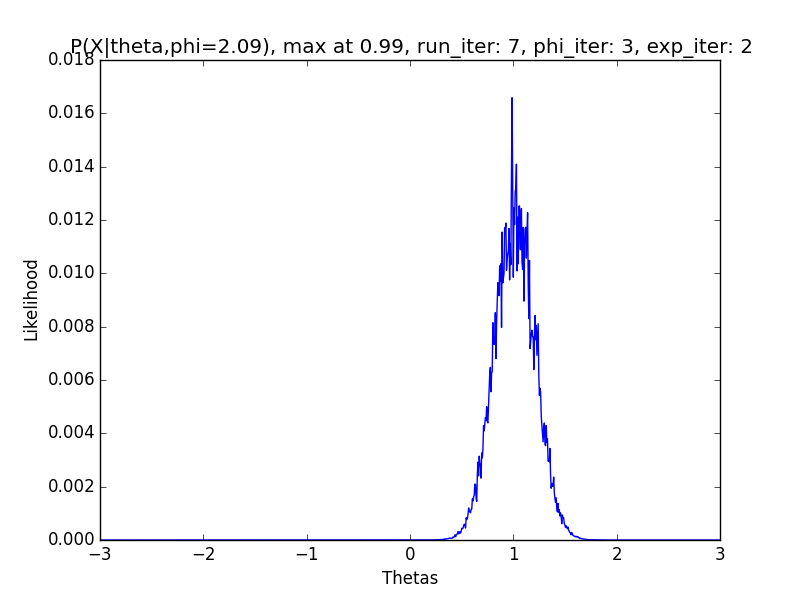 P(X|theta,phi=2.09), max at 0.99, run_iter: 7, phi_iter: 3, exp_iter: 2
0.018
0.016
0.014
0.012
0.010
0.008
0.006
0.004
0.002
0.000
Likelihood
−3 −2 −1 0 1 2 3
Thetas